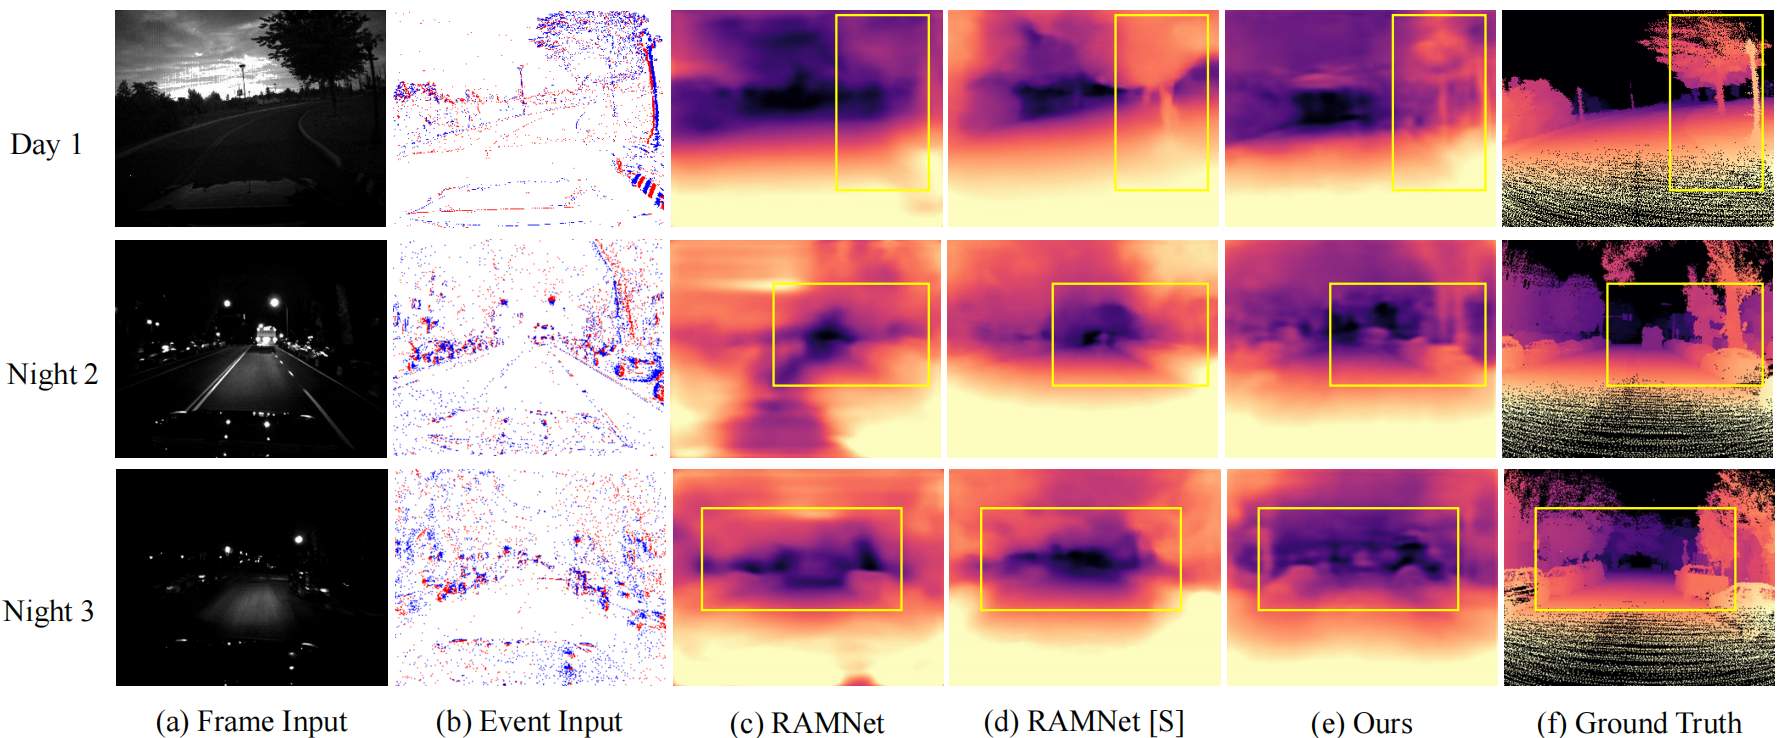 Day 1
Night 2
Night 3
(a) Frame Input
(b) Event Input
(c) RAMNet
(d) RAMNet [S]
(e) Ours
(f) Ground Truth